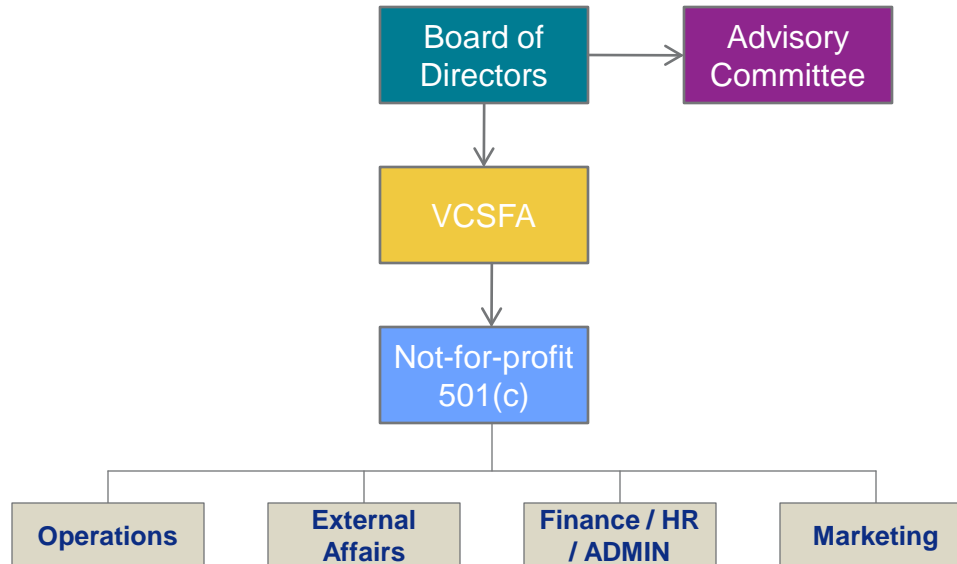 Board of
Directors
Advisory
Committee
VCSFA
Not-for-profit
501(c)
Operations
External
Affairs
Finance / HR
/ ADMIN
Marketing